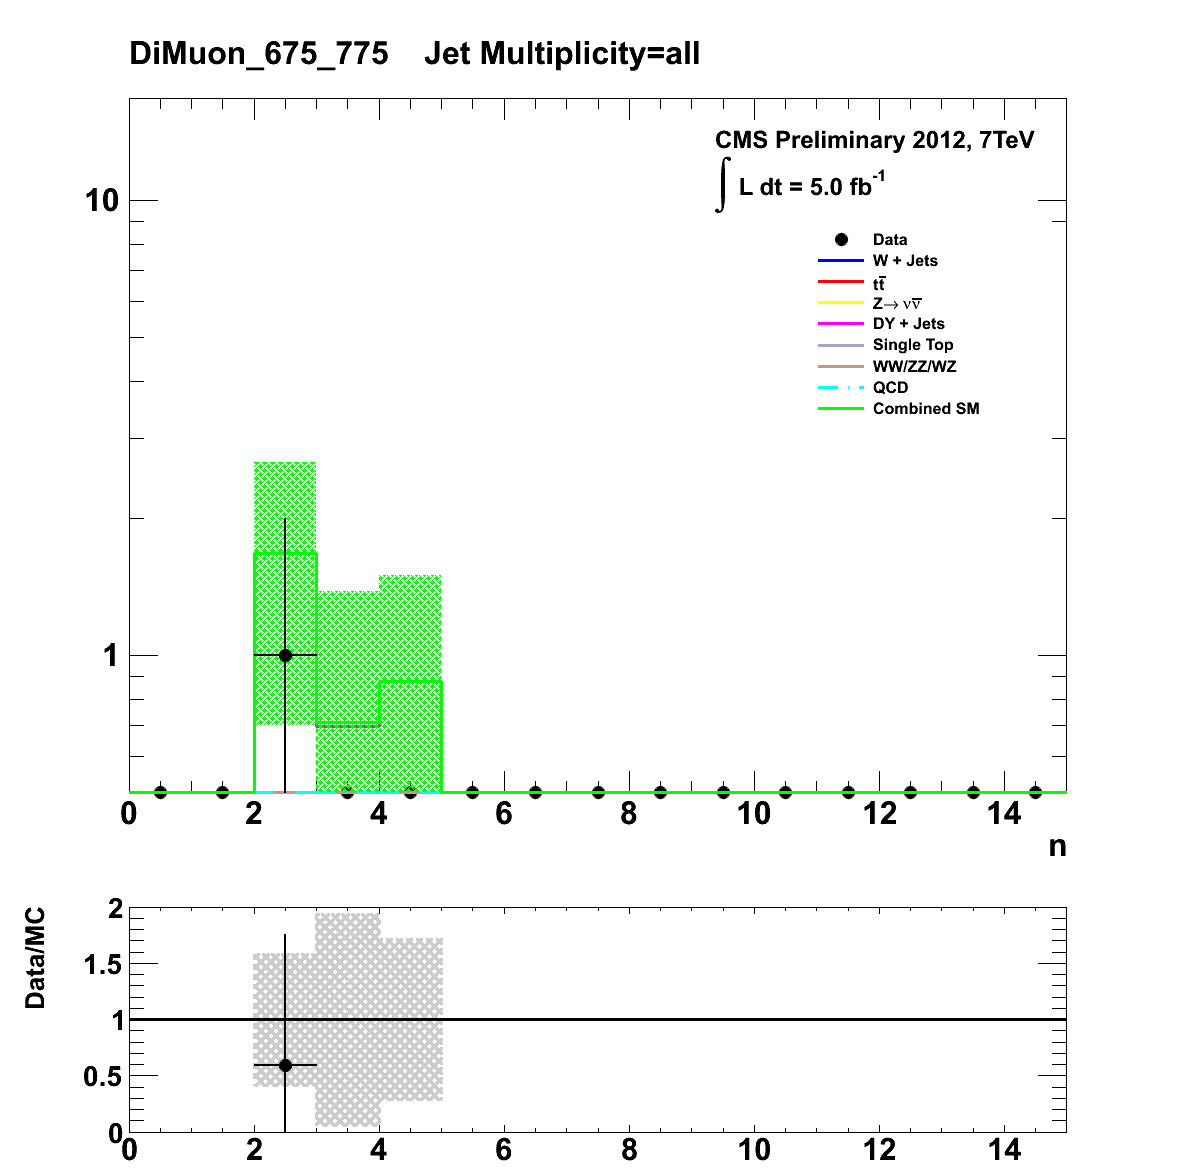 DiMuon_675_775 Jet Multiplicity=all
CMS Preliminary 2012, 7TeV
∫ L dt = 5.0 fb⁻¹
Data
W + Jets
tt̅
Z→ νν̅
DY + Jets
Single Top
WW/ZZ/WZ
QCD
Combined SM
10
1
0 2 4 6 8 10 12 14
n
Data/MC
2
1.5
1
0.5
0
0 2 4 6 8 10 12 14